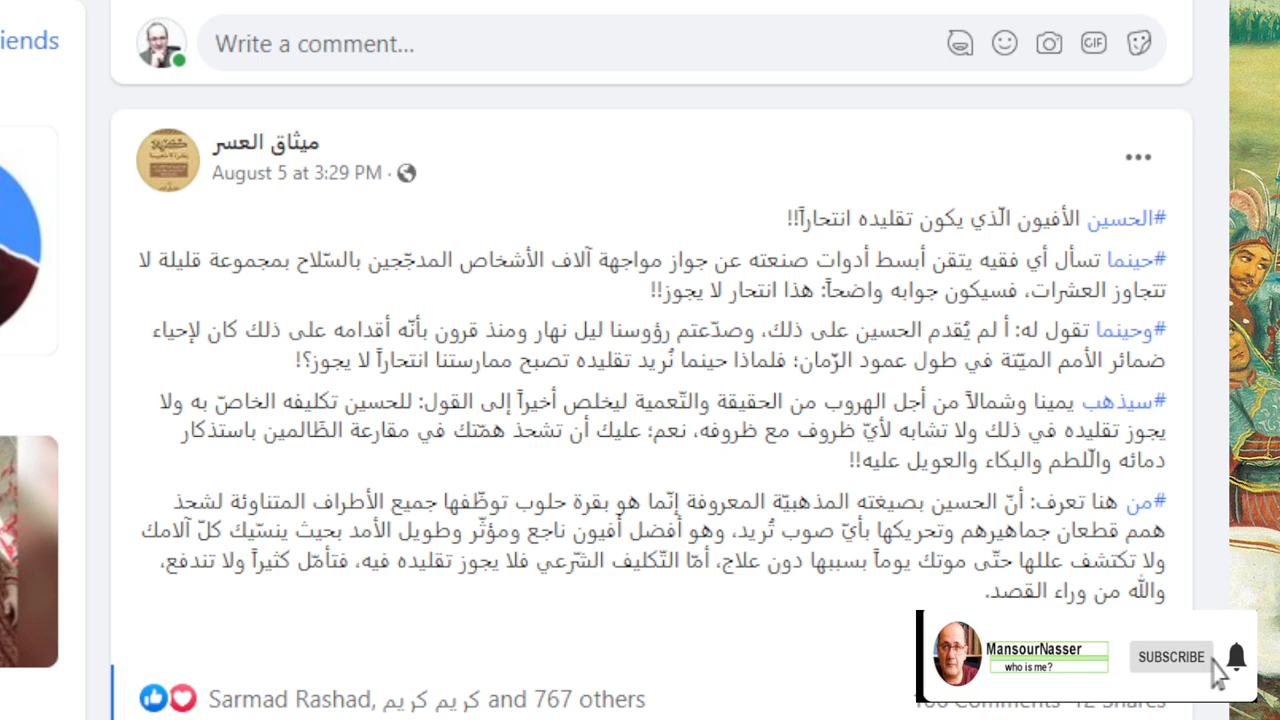 iends
Write a comment...
GIF
ميثاق العسر
August 5 at 3:29 PM ·
#الحسين الأفيون الّذي يكون تقليده انتحاراً!!
#حينما تسأل أي فقيه يتقن أبسط أدوات صنعته عن جواز مواجهة آلاف الأشخاص المدجّجين بالسّلاح بمجموعة قليلة لا
تتجاوز العشرات، فسيكون جوابه واضحاً: هذا انتحار لا يجوز!!
#وحينما تقول له: أ لم يُقدم الحسين على ذلك، وصدّعتم رؤوسنا ليل نهار ومنذ قرون بأنّه أقدامه على ذلك كان لإحياء
ضمائر الأمم الميّتة في طول عمود الزّمان؛ فلماذا حينما نُريد تقليده تصبح ممارستنا انتحاراً لا يجوز؟!
#سيذهب يمينا وشمالاً من أجل الهروب من الحقيقة والتّعمية ليخلص أخيراً إلى القول: للحسين تكليفه الخاصّ به ولا
يجوز تقليده في ذلك ولا تشابه لأيّ ظروف مع ظروفه، نعم؛ عليك أن تشحذ همّتك في مقارعة الظّالمين باستذكار
دمائه والّلطم والبكاء والعويل عليه!!
#من هنا تعرف: أنّ الحسين بصيغته المذهبيّة المعروفة إنّما هو بقرة حلوب توظّفها جميع الأطراف المتناوئة لشحذ
همم قطعان جماهيرهم وتحريكها بأيّ صوب تُريد، وهو أفضل أفيون ناجع ومؤثّر وطويل الأمد بحيث ينسّيك كلّ آلامك
ولا تكتشف عللها حتّى موتك يوماً بسببها دون علاج، أمّا التّكليف الشّرعي فلا يجوز تقليده فيه، فتأمّل كثيراً ولا تندفع،
والله من وراء القصد.
MansourNasser
who is me?
SUBSCRIBE
Sarmad Rashad, كريم كريم and 767 others